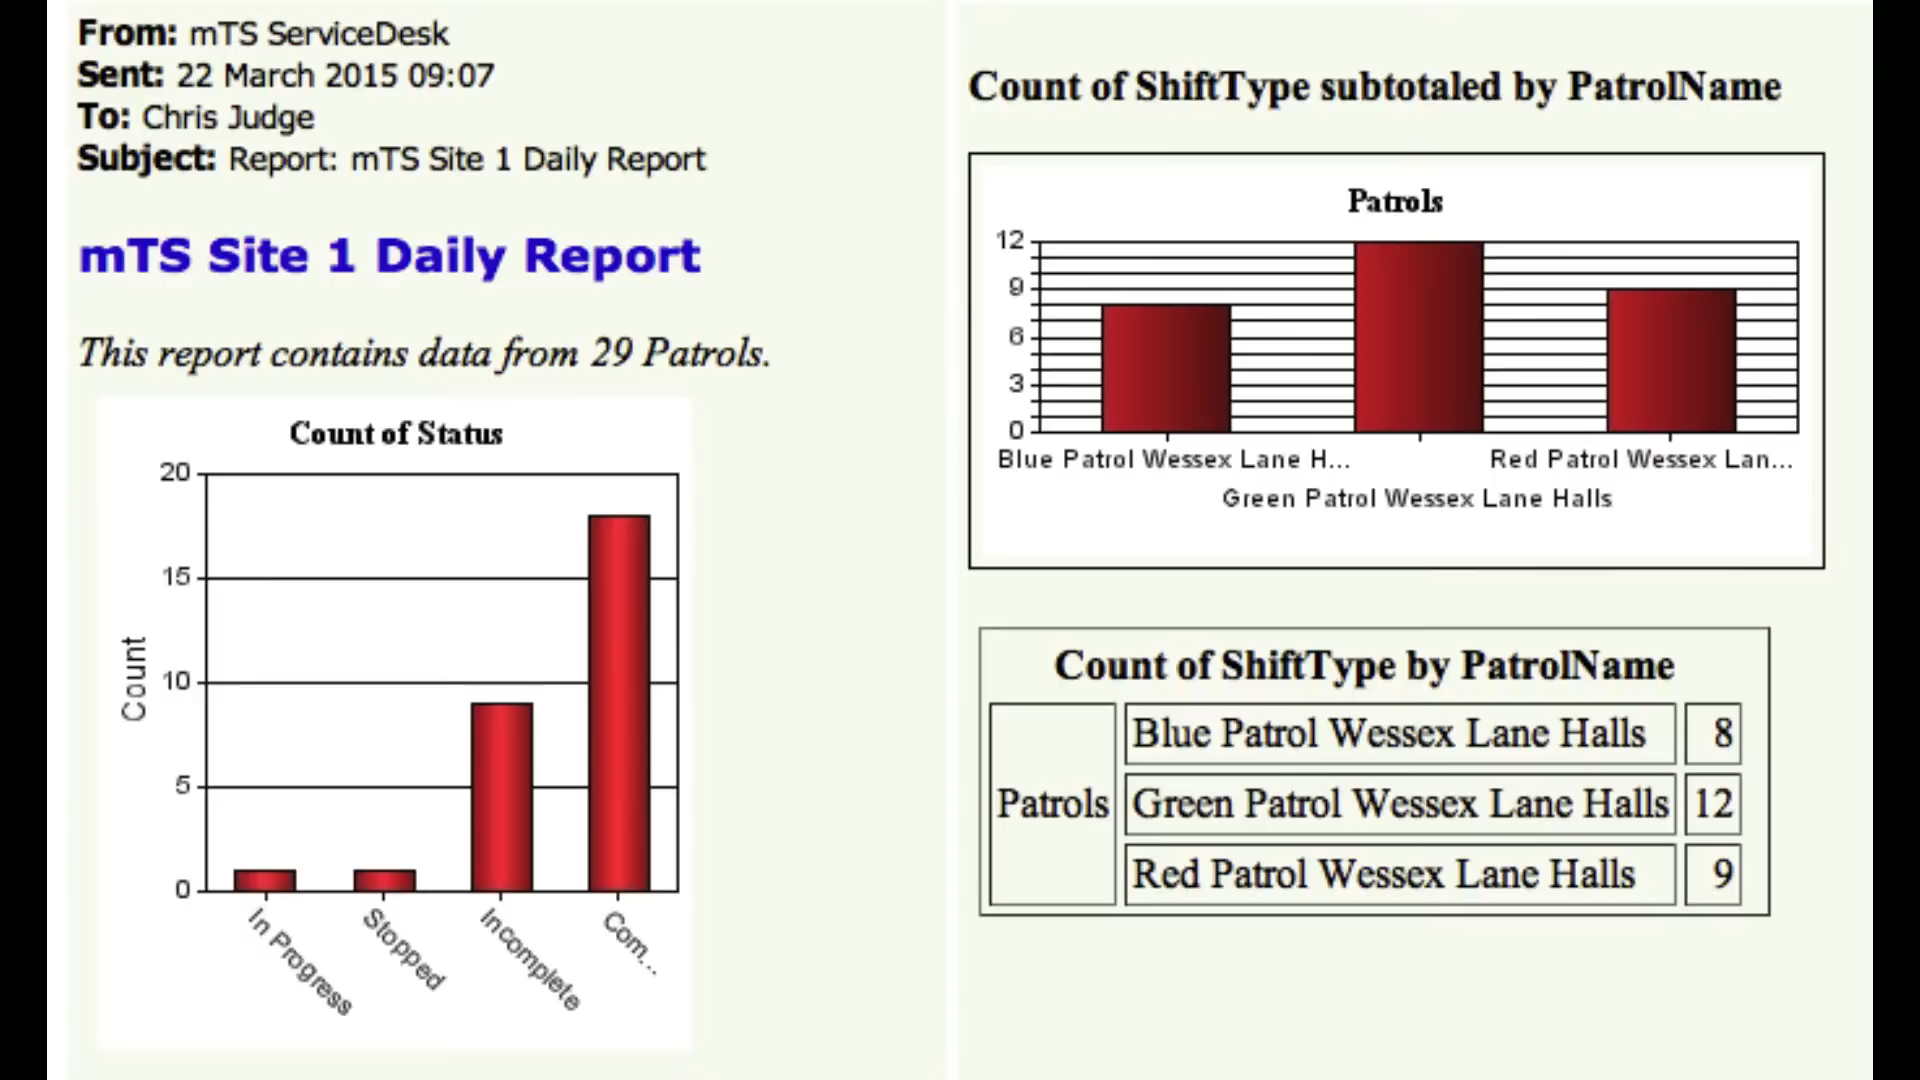 From: mTS ServiceDesk
Sent: 22 March 2015 09:07
To: Chris Judge
Subject: Report: mTS Site 1 Daily Report
mTS Site 1 Daily Report
This report contains data from 29 Patrols.
Count of Status
20
15
10
5
0
Count
In Progress
Stopped
Incomplete
Com...
Count of ShiftType subtotaled by PatrolName
Patrols
12
9
6
3
0
Blue Patrol Wessex Lane H...
Red Patrol Wessex Lan...
Green Patrol Wessex Lane Halls
Count of ShiftType by PatrolName
Patrols
Blue Patrol Wessex Lane Halls 8
Green Patrol Wessex Lane Halls 12
Red Patrol Wessex Lane Halls 9